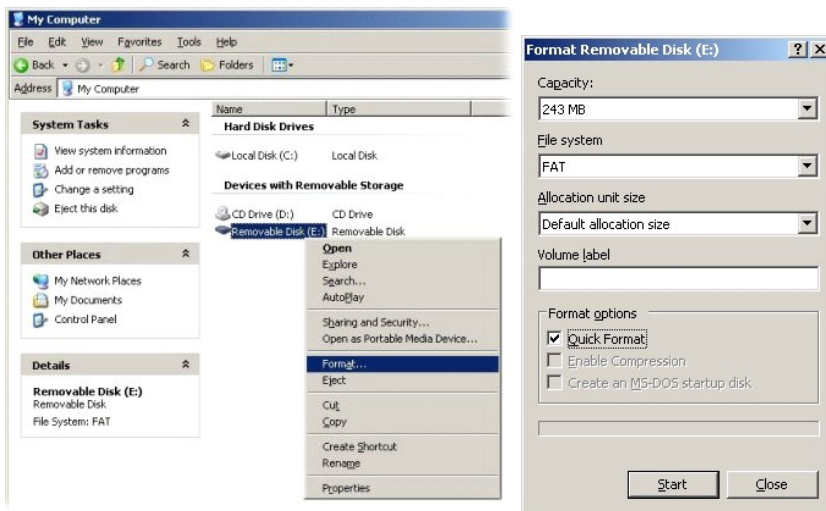 My Computer
File Edit View Favorites Tools Help
Back Search Folders
Address My Computer
System Tasks
View system information
Add or remove programs
Change a setting
Eject this disk
Other Places
My Network Places
My Documents
Control Panel
Details
Removable Disk (E:)
Removable Disk
File System: FAT
Name Type
Hard Disk Drives
Local Disk (C:) Local Disk
Devices with Removable Storage
CD Drive (D:) CD Drive
Removable Disk (E:) Removable Disk
Open
Explore
Search...
AutoPlay
Sharing and Security...
Open as Portable Media Device...
Format...
Eject
Cut
Copy
Create Shortcut
Rename
Properties
Format Removable Disk (E:)
Capacity:
243 MB
File system
FAT
Allocation unit size
Default allocation size
Volume label
Format options
Quick Format
Enable Compression
Create an MS-DOS startup disk
Start Close